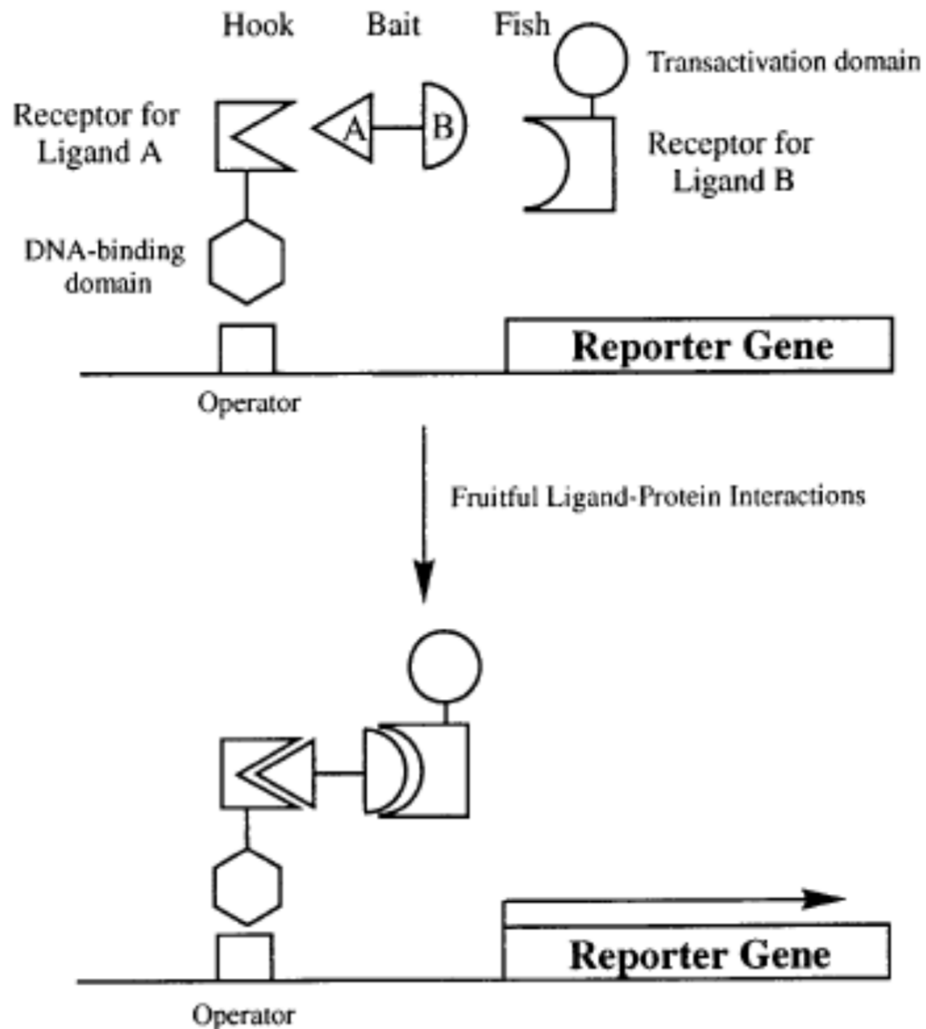 Hook Bait Fish
Transactivation domain
Receptor for
Ligand A
A B
Receptor for
Ligand B
DNA-binding
domain
Reporter Gene
Operator
Fruitful Ligand-Protein Interactions
Reporter Gene
Operator